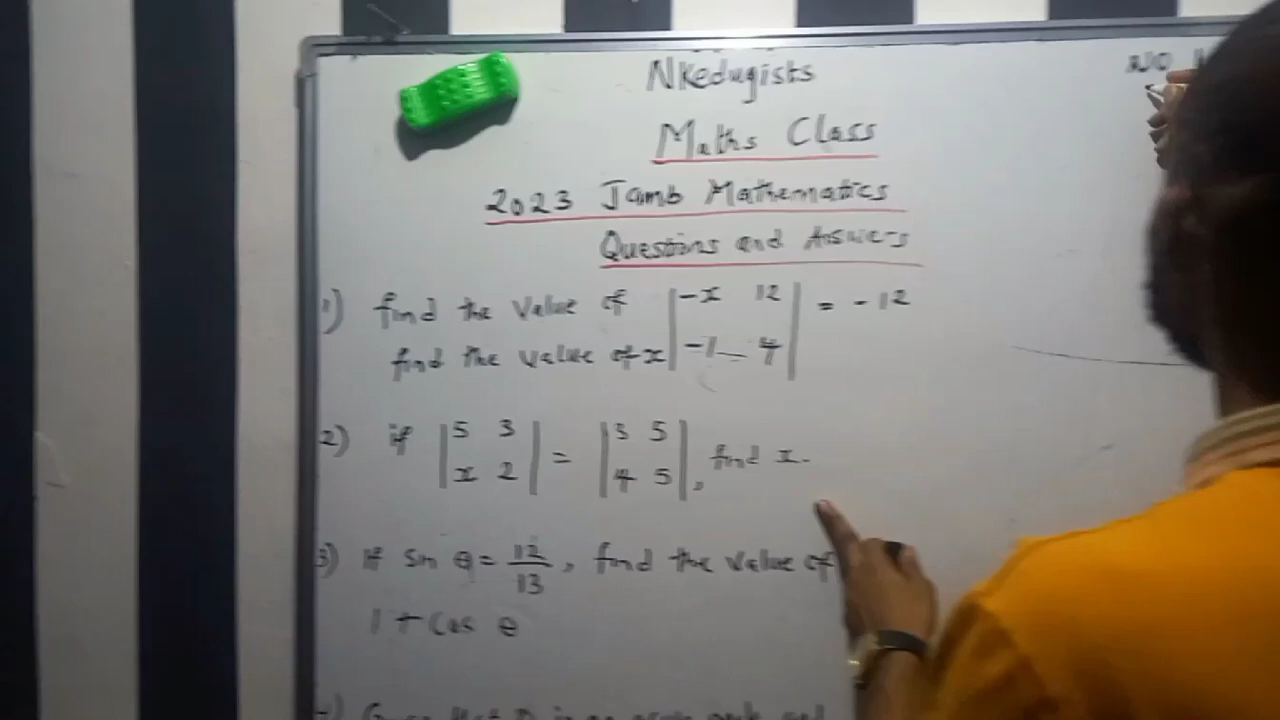 Nkedugists
Maths Class
2023 Jamb Mathematics
Questions and Answers
1) find the value of |-x 12| = -12
find the value of x |-1 4|
2) if |5 3| = |3 5|, find x.
|x 2| |4 5|
3) If sin θ = 12/13, find the value of
1 + Cos θ
NO